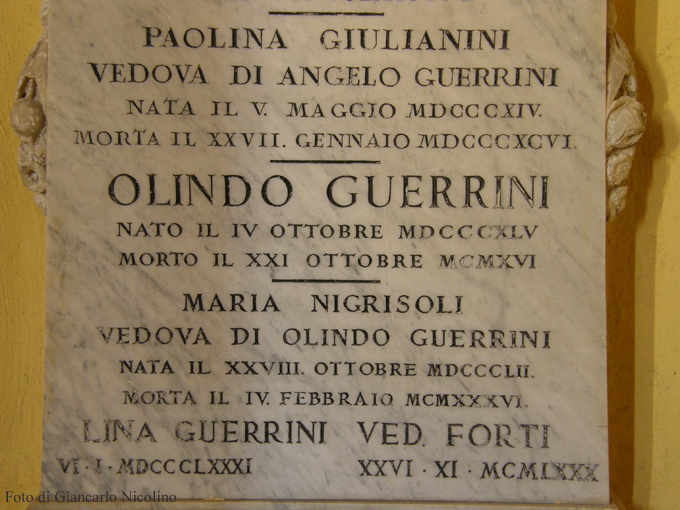 PAOLINA GIULIANINI
VEDOVA DI ANGELO GUERRINI
NATA IL V. MAGGIO MDCCCXIV.
MORTA IL XXVII. GENNAIO MDCCCXCVI.
OLINDO GUERRINI
NATO IL IV OTTOBRE MDCCCXLV
MORTO IL XXI OTTOBRE MCMXVI
MARIA NIGRISOLI
VEDOVA DI OLINDO GUERRINI
NATA IL XXVIII. OTTOBRE MDCCCLII.
MORTA IL IV. FEBBRAIO MCMXXXVI.
LINA GUERRINI VED. FORTI
VI · I · MDCCCLXXXI XXVI · XI · MCMLXXX
Foto di Giancarlo Nicolino